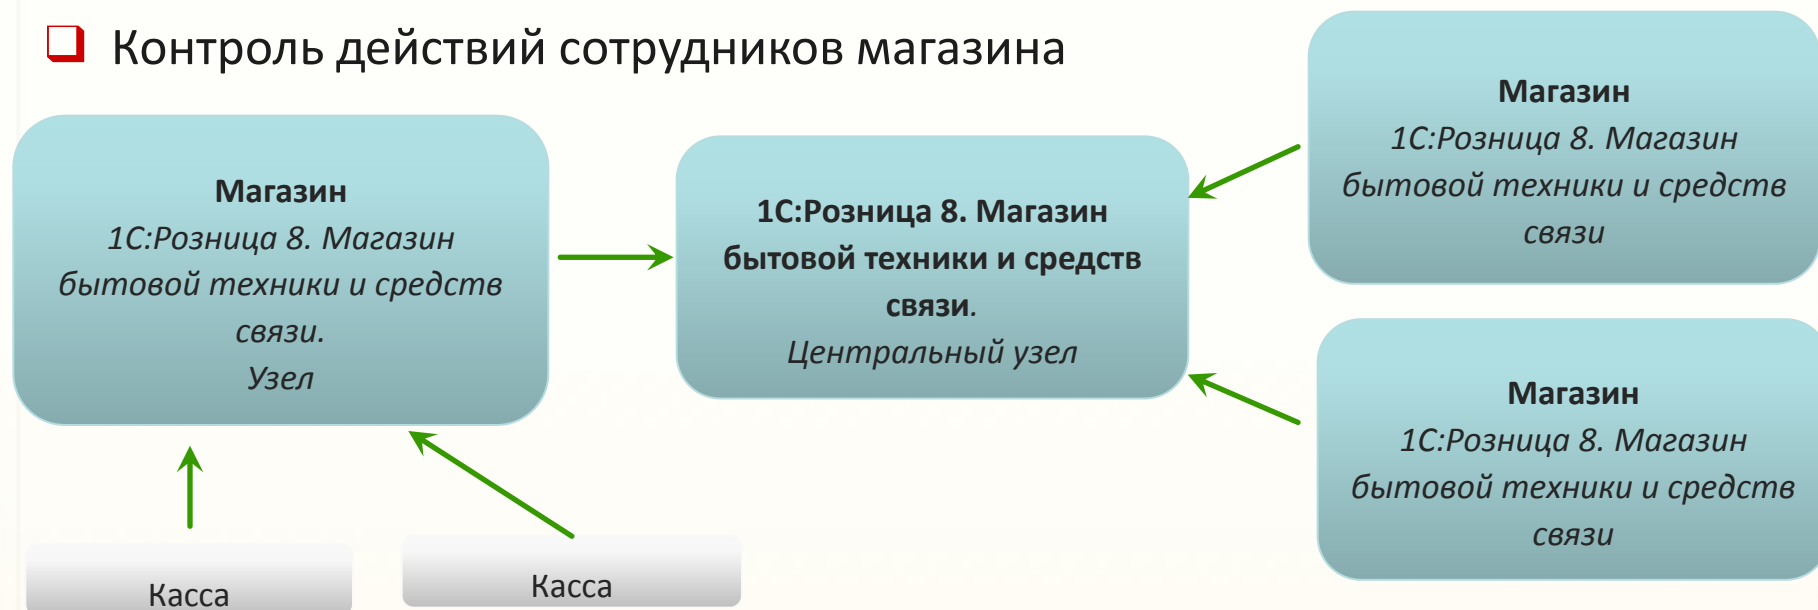 Контроль действий сотрудников магазина
Магазин
1С:Розница 8. Магазин
бытовой техники и средств
связи.
Узел
1С:Розница 8. Магазин
бытовой техники и средств
связи.
Центральный узел
Магазин
1С:Розница 8. Магазин
бытовой техники и средств
связи
Магазин
1С:Розница 8. Магазин
бытовой техники и средств
связи
Касса
Касса